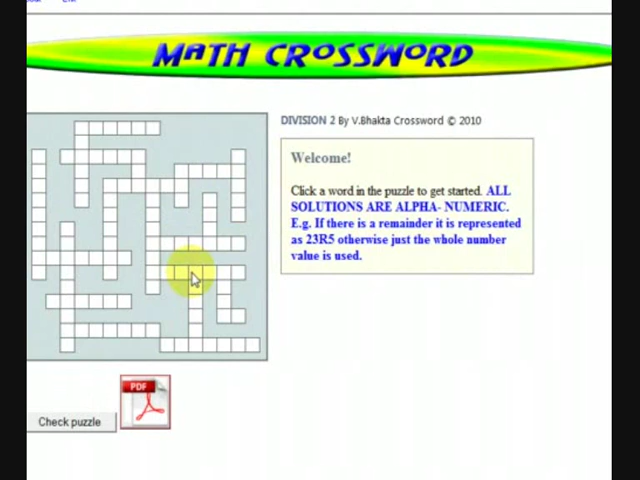 MATH CROSSWORD
DIVISION 2 By V.Bhakta Crossword © 2010
Welcome!
Click a word in the puzzle to get started. ALL
SOLUTIONS ARE ALPHA- NUMERIC.
E.g. If there is a remainder it is represented
as 23R5 otherwise just the whole number
value is used.
PDF
Check puzzle